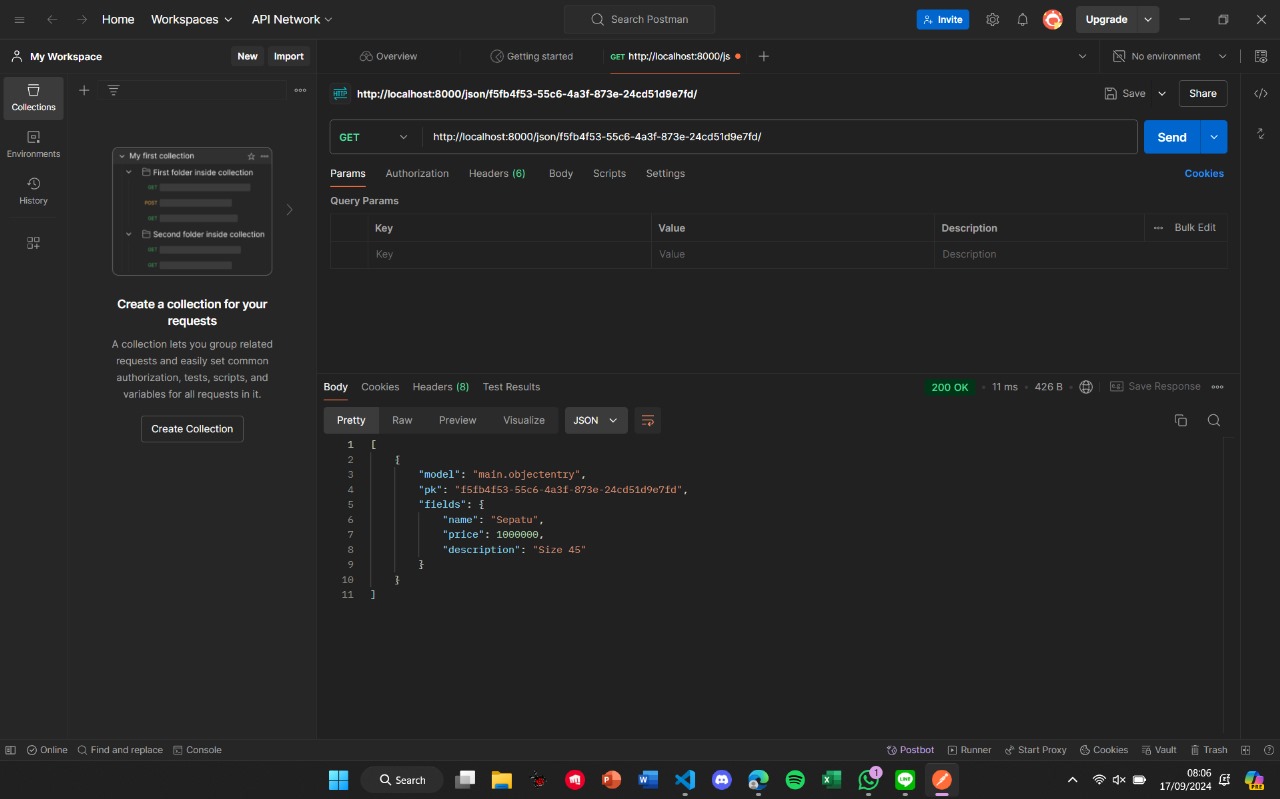 Home Workspaces API Network Search Postman Invite Upgrade
My Workspace New Import Overview Getting started GET http://localhost:8000/js No environment
Collections
Environments
History
My first collection
First folder inside collection
GET
POST
GET
Second folder inside collection
GET
GET
Create a collection for your
requests
A collection lets you group related
requests and easily set common
authorization, tests, scripts, and
variables for all requests in it.
Create Collection
HTTP http://localhost:8000/json/f5fb4f53-55c6-4a3f-873e-24cd51d9e7fd/ Save Share
GET http://localhost:8000/json/f5fb4f53-55c6-4a3f-873e-24cd51d9e7fd/ Send
Params Authorization Headers (6) Body Scripts Settings Cookies
Query Params
Key Value Description Bulk Edit
Key Value Description
Body Cookies Headers (8) Test Results 200 OK 11 ms 426 B Save Response
Pretty Raw Preview Visualize JSON
1 [
2 {
3 "model": "main.objectentry",
4 "pk": "f5fb4f53-55c6-4a3f-873e-24cd51d9e7fd",
5 "fields": {
6 "name": "Sepatu",
7 "price": 1000000,
8 "description": "Size 45"
9 }
10 }
11 ]
Online Find and replace Console Postbot Runner Start Proxy Cookies Vault Trash
Search 1 08:06
17/09/2024